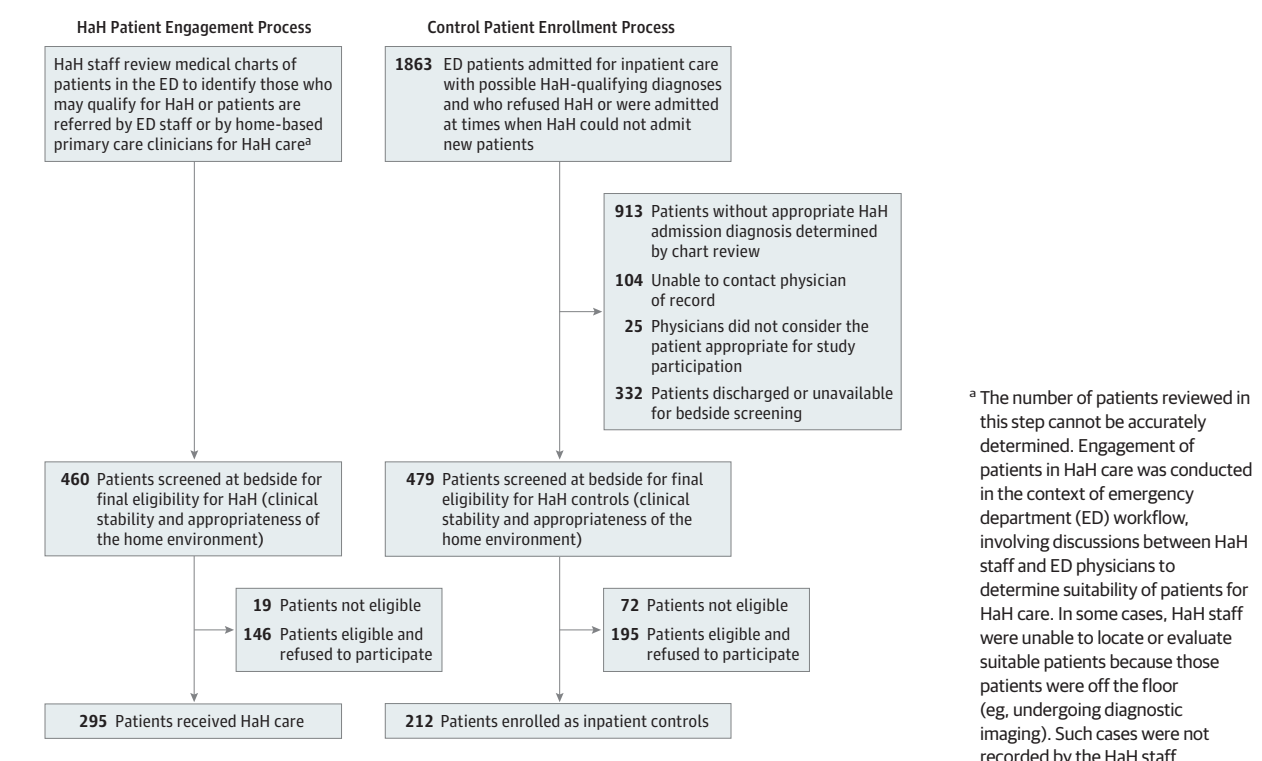 HaH Patient Engagement Process
HaH staff review medical charts of
patients in the ED to identify those who
may qualify for HaH or patients are
referred by ED staff or by home-based
primary care clinicians for HaH careᵃ
460 Patients screened at bedside for
final eligibility for HaH (clinical
stability and appropriateness of
the home environment)
19 Patients not eligible
146 Patients eligible and
refused to participate
295 Patients received HaH care
Control Patient Enrollment Process
1863 ED patients admitted for inpatient care
with possible HaH-qualifying diagnoses
and who refused HaH or were admitted
at times when HaH could not admit
new patients
913 Patients without appropriate HaH
admission diagnosis determined
by chart review
104 Unable to contact physician
of record
25 Physicians did not consider the
patient appropriate for study
participation
332 Patients discharged or unavailable
for bedside screening
479 Patients screened at bedside for final
eligibility for HaH controls (clinical
stability and appropriateness of the
home environment)
72 Patients not eligible
195 Patients eligible and
refused to participate
212 Patients enrolled as inpatient controls
ᵃ The number of patients reviewed in
this step cannot be accurately
determined. Engagement of
patients in HaH care was conducted
in the context of emergency
department (ED) workflow,
involving discussions between HaH
staff and ED physicians to
determine suitability of patients for
HaH care. In some cases, HaH staff
were unable to locate or evaluate
suitable patients because those
patients were off the floor
(eg, undergoing diagnostic
imaging). Such cases were not
recorded by the HaH staff